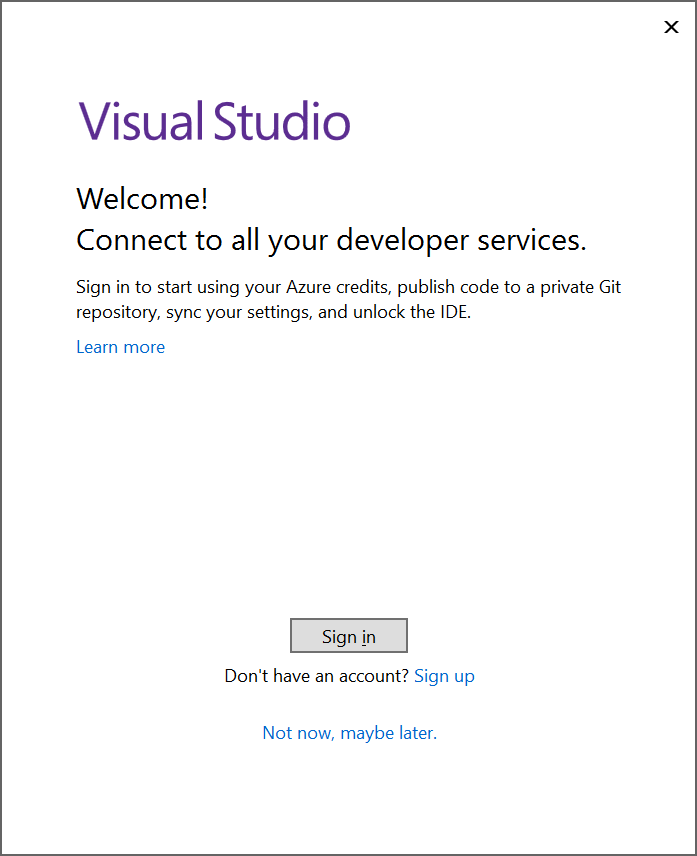 Visual Studio
Welcome!
Connect to all your developer services.
Sign in to start using your Azure credits, publish code to a private Git
repository, sync your settings, and unlock the IDE.
Learn more
Sign in
Don't have an account? Sign up
Not now, maybe later.